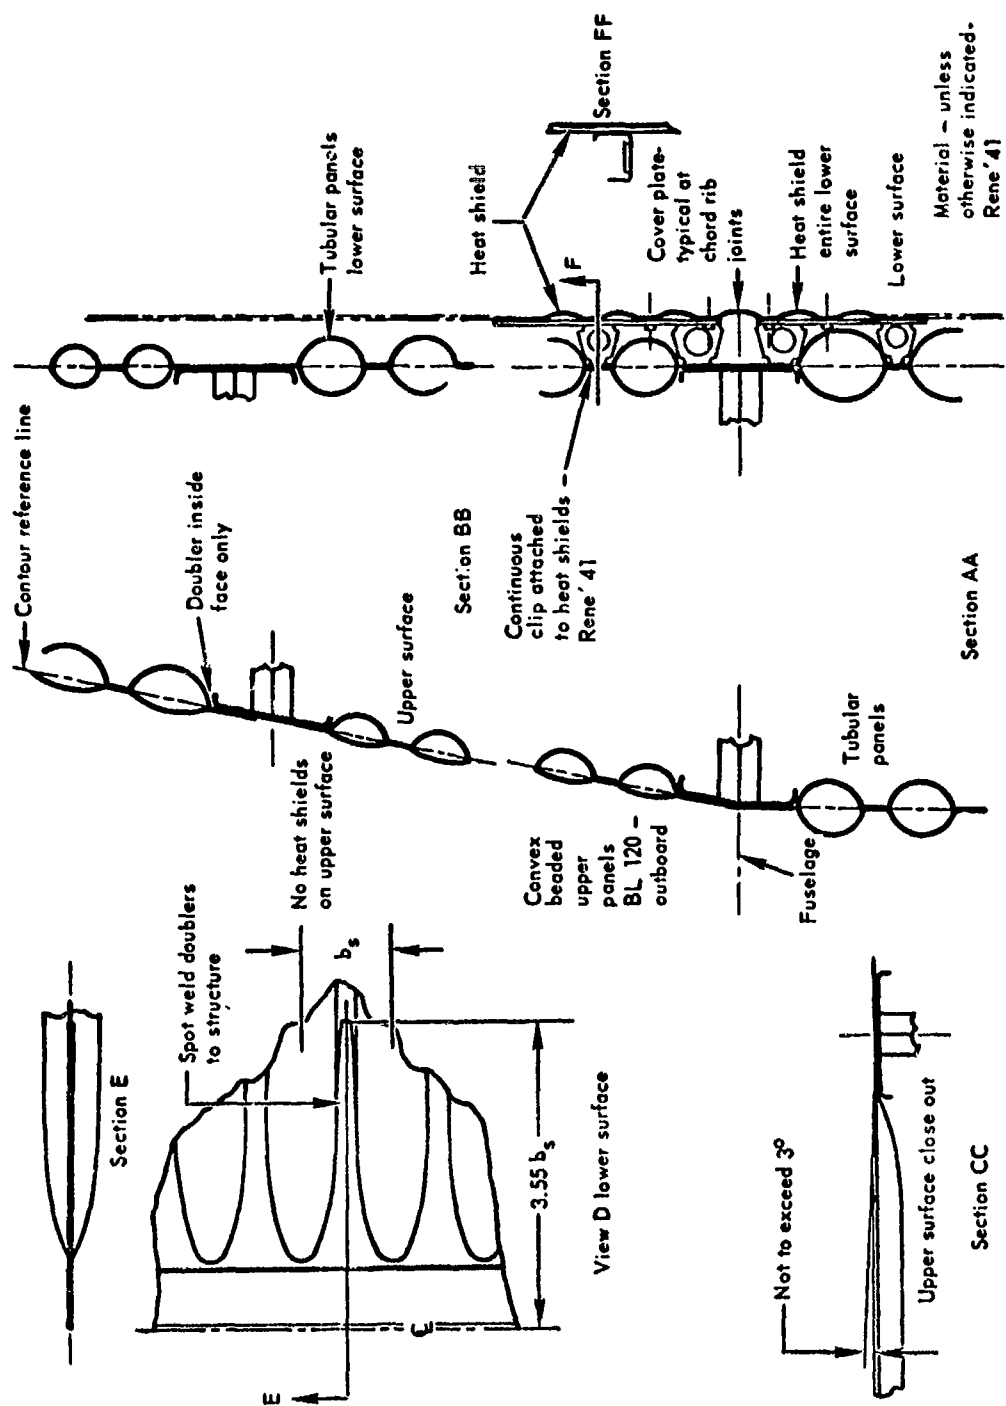 Section E
Spot weld doublers
to structure
No heat shields
on upper surface
b_s
E
℄
3.55 b_s
View D lower surface
Not to exceed 3°
Upper surface close out
Section CC
Contour reference line
Doubler inside
face only
Upper surface
Section BB
Convex
beaded
upper
panels
BL 120 –
outboard
Fuselage
Tubular
panels
Section AA
Tubular panels
lower surface
Heat shield
Section FF
F
Continuous
clip attached
to heat shields –
Rene' 41
Cover plate-
typical at
chord rib
joints
Heat shield
entire lower
surface
Lower surface
Material – unless
otherwise indicated-
Rene' 41